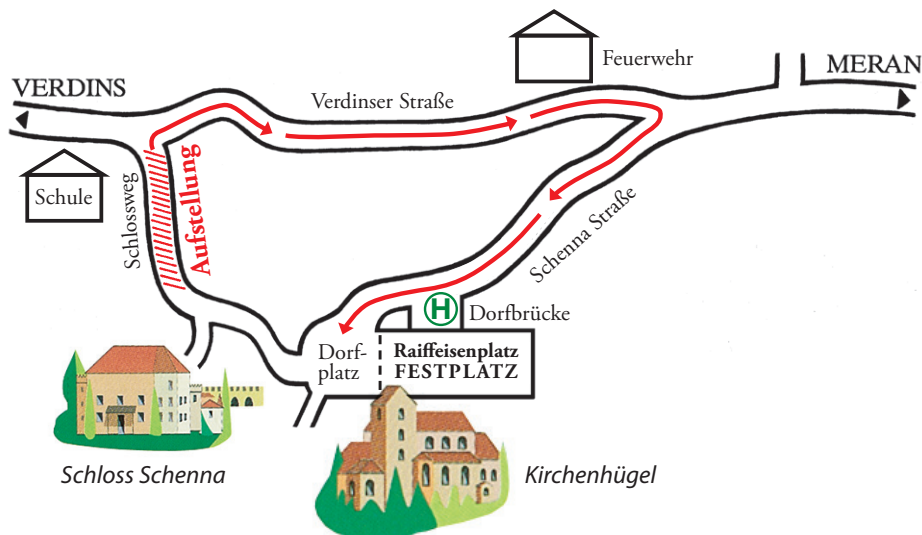 Feuerwehr
MERAN
VERDINS
Verdinser Straße
Schule
Schlossweg
Aufstellung
Schenna Straße
H
Dorfbrücke
Dorf-
platz
Raiffeisenplatz
FESTPLATZ
Schloss Schenna
Kirchenhügel